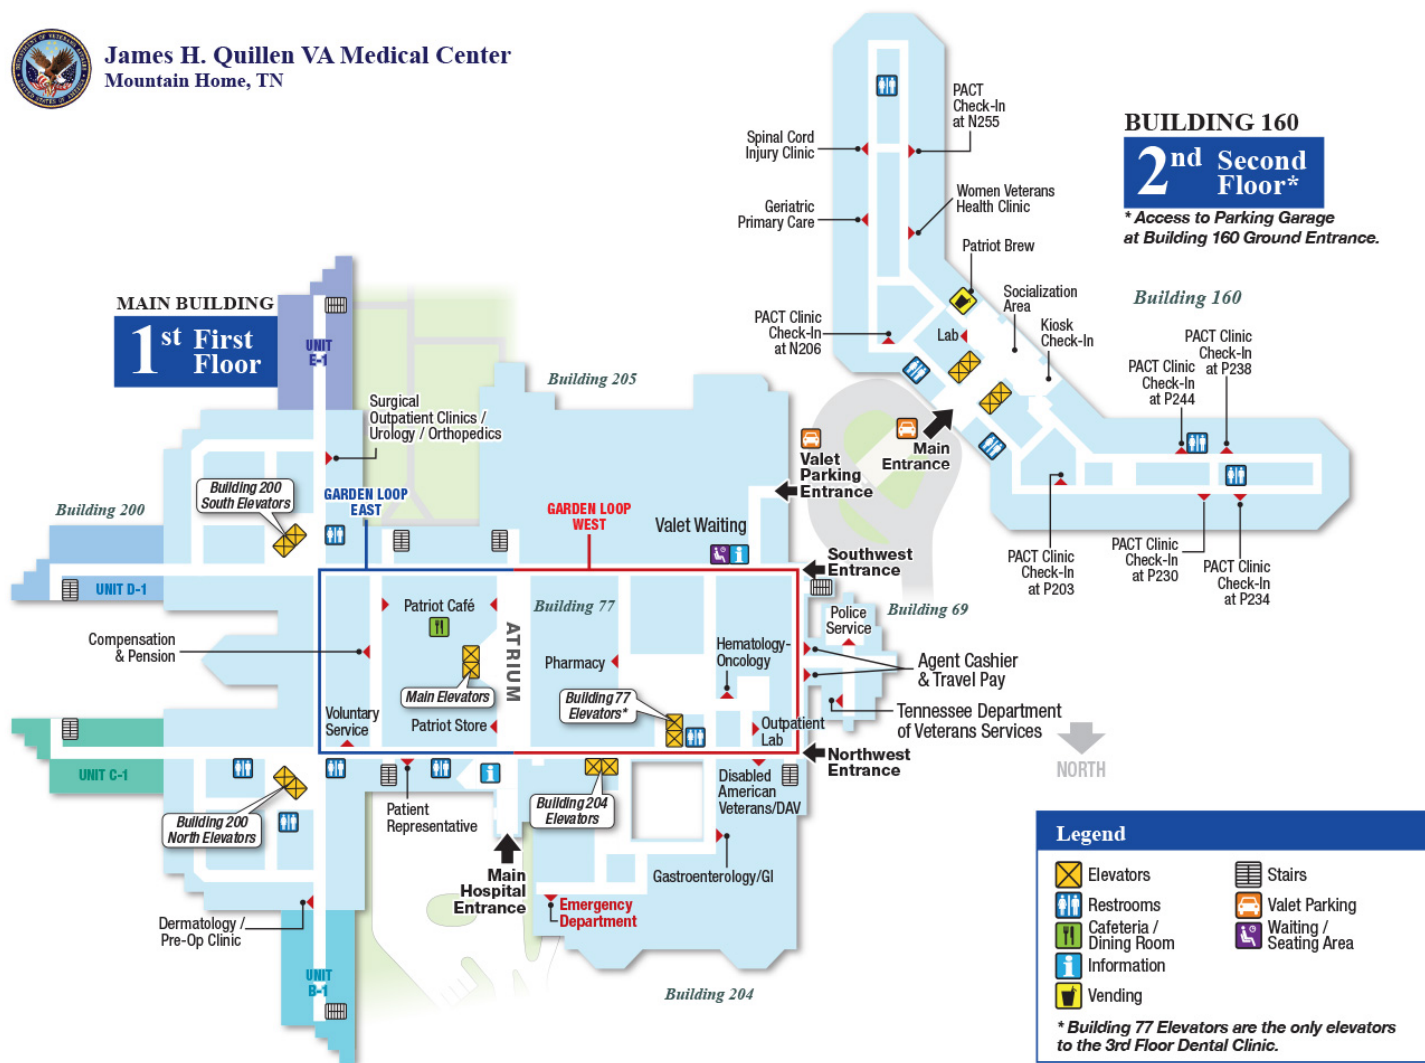 James H. Quillen VA Medical Center
Mountain Home, TN
BUILDING 160
2nd Second
Floor*
* Access to Parking Garage
at Building 160 Ground Entrance.
Building 160
PACT
Check-In
at N255
Spinal Cord
Injury Clinic
Women Veterans
Health Clinic
Geriatric
Primary Care
Patriot Brew
Socialization
Area
Kiosk
Check-In
PACT Clinic
Check-In
at N206
Lab
PACT Clinic
Check-In
at P238
PACT Clinic
Check-In
at P244
Main
Entrance
PACT Clinic
Check-In
at P203
PACT Clinic
Check-In
at P230
PACT Clinic
Check-In
at P234
MAIN BUILDING
1st First
Floor
UNIT
E-1
Building 205
Surgical
Outpatient Clinics /
Urology / Orthopedics
Valet
Parking
Entrance
Building 200
South Elevators
Building 200
GARDEN LOOP
EAST
GARDEN LOOP
WEST
Valet Waiting
Southwest
Entrance
UNIT D-1
Patriot Café
Building 77
ATRIUM
Building 69
Police
Service
Compensation
& Pension
Hematology-
Oncology
Pharmacy
Agent Cashier
& Travel Pay
Main Elevators
Building 77
Elevators*
Tennessee Department
of Veterans Services
Voluntary
Service
Patriot Store
Outpatient
Lab
Northwest
Entrance
NORTH
UNIT C-1
Building 200
North Elevators
Patient
Representative
Building 204
Elevators
Disabled
American
Veterans/DAV
Main
Hospital
Entrance
Gastroenterology/GI
Emergency
Department
Dermatology /
Pre-Op Clinic
UNIT
B-1
Building 204
Legend
Elevators
Restrooms
Cafeteria /
Dining Room
Information
Vending
Stairs
Valet Parking
Waiting /
Seating Area
* Building 77 Elevators are the only elevators
to the 3rd Floor Dental Clinic.